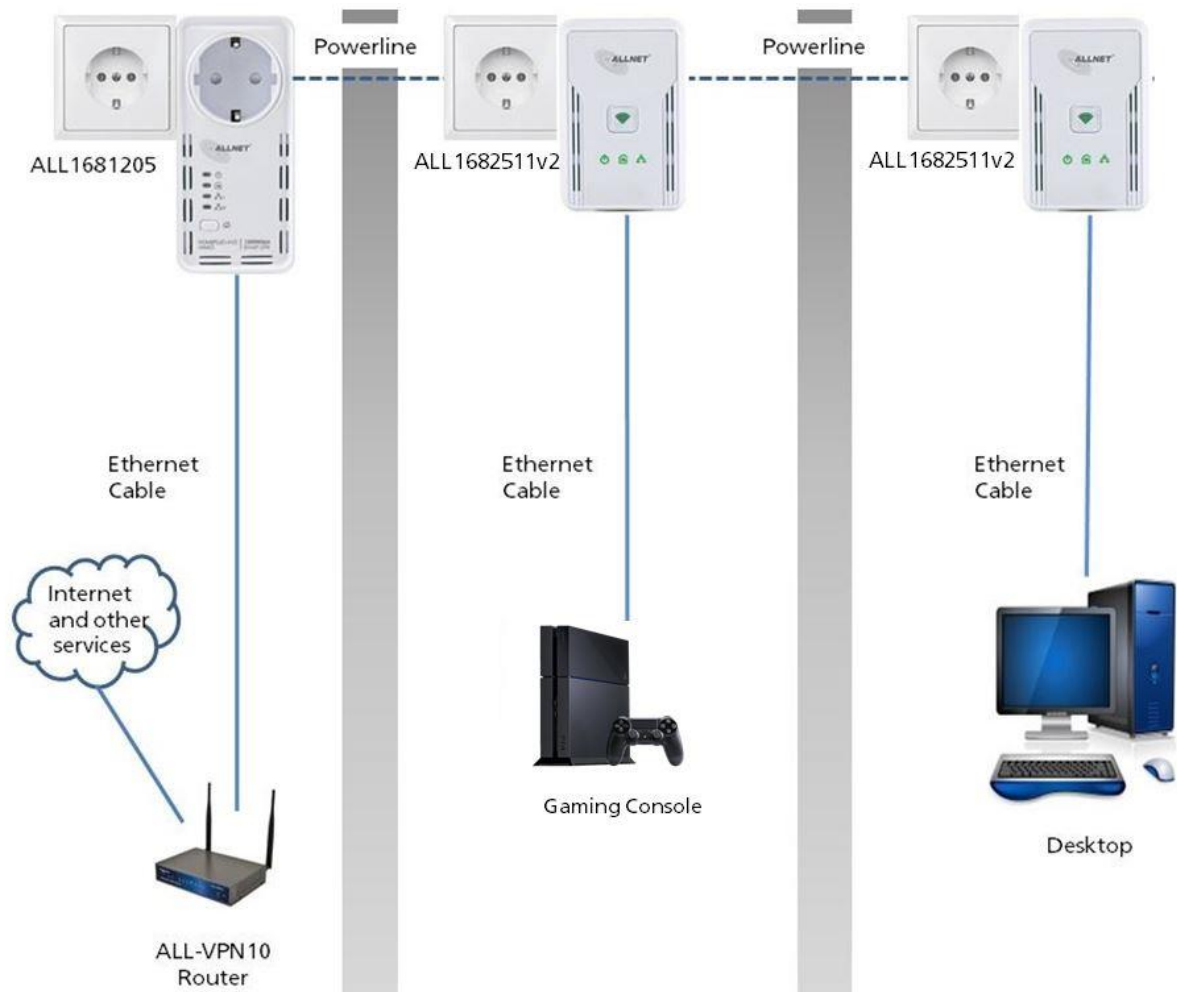 Powerline
Powerline
ALLNET
ALLNET
ALLNET
ALL1681205
ALL1682511v2
ALL1682511v2
Ethernet
Cable
Ethernet
Cable
Ethernet
Cable
Internet
and other
services
Gaming Console
Desktop
ALL-VPN10
Router